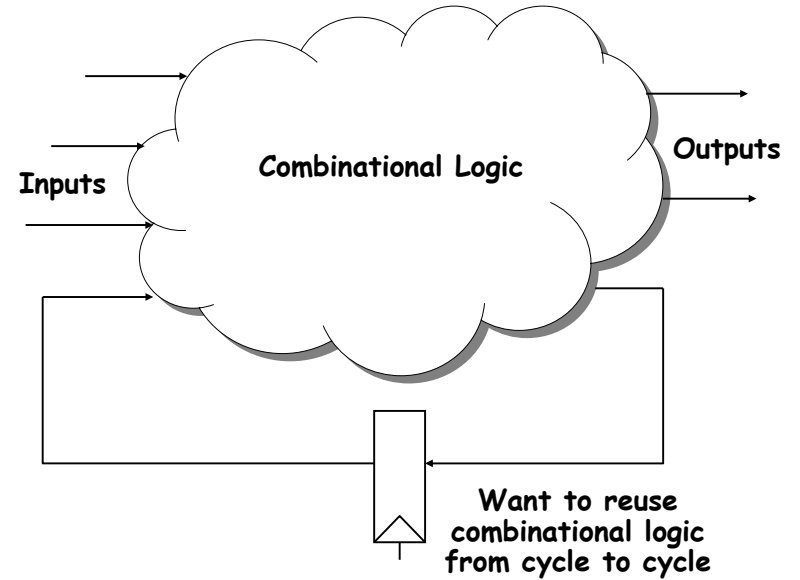 Combinational Logic
Inputs
Outputs
Want to reuse
combinational logic
from cycle to cycle